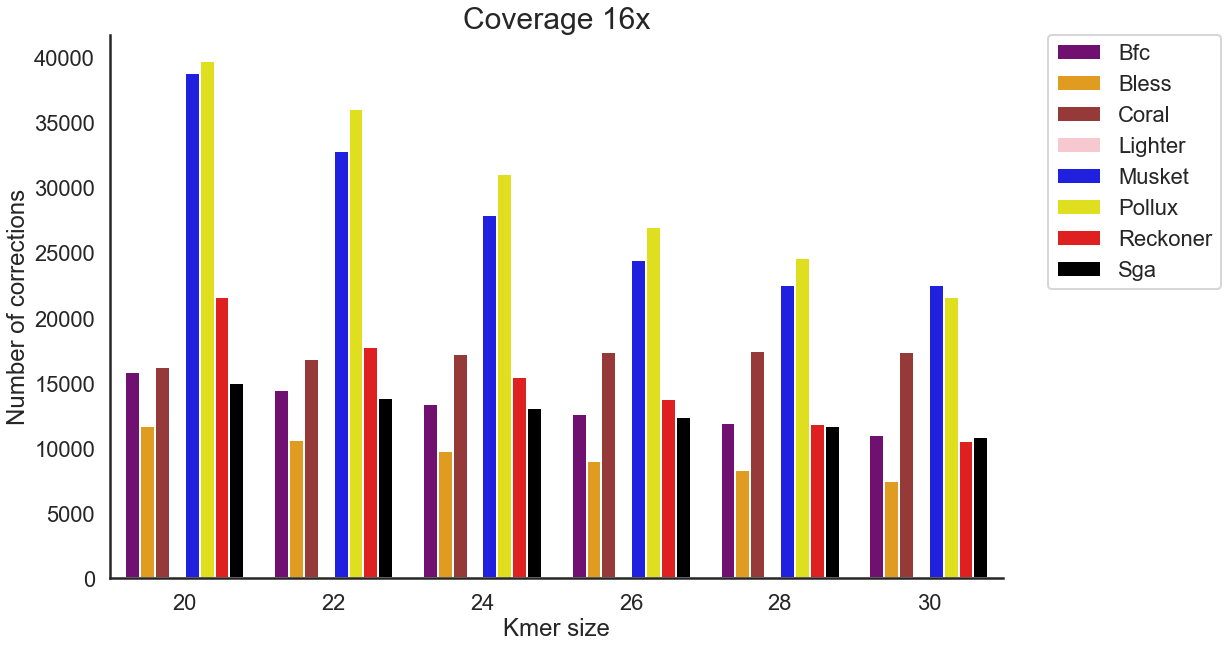 Coverage 16x
Number of corrections
40000
35000
30000
25000
20000
15000
10000
5000
0
20 22 24 26 28 30
Kmer size
Bfc
Bless
Coral
Lighter
Musket
Pollux
Reckoner
Sga